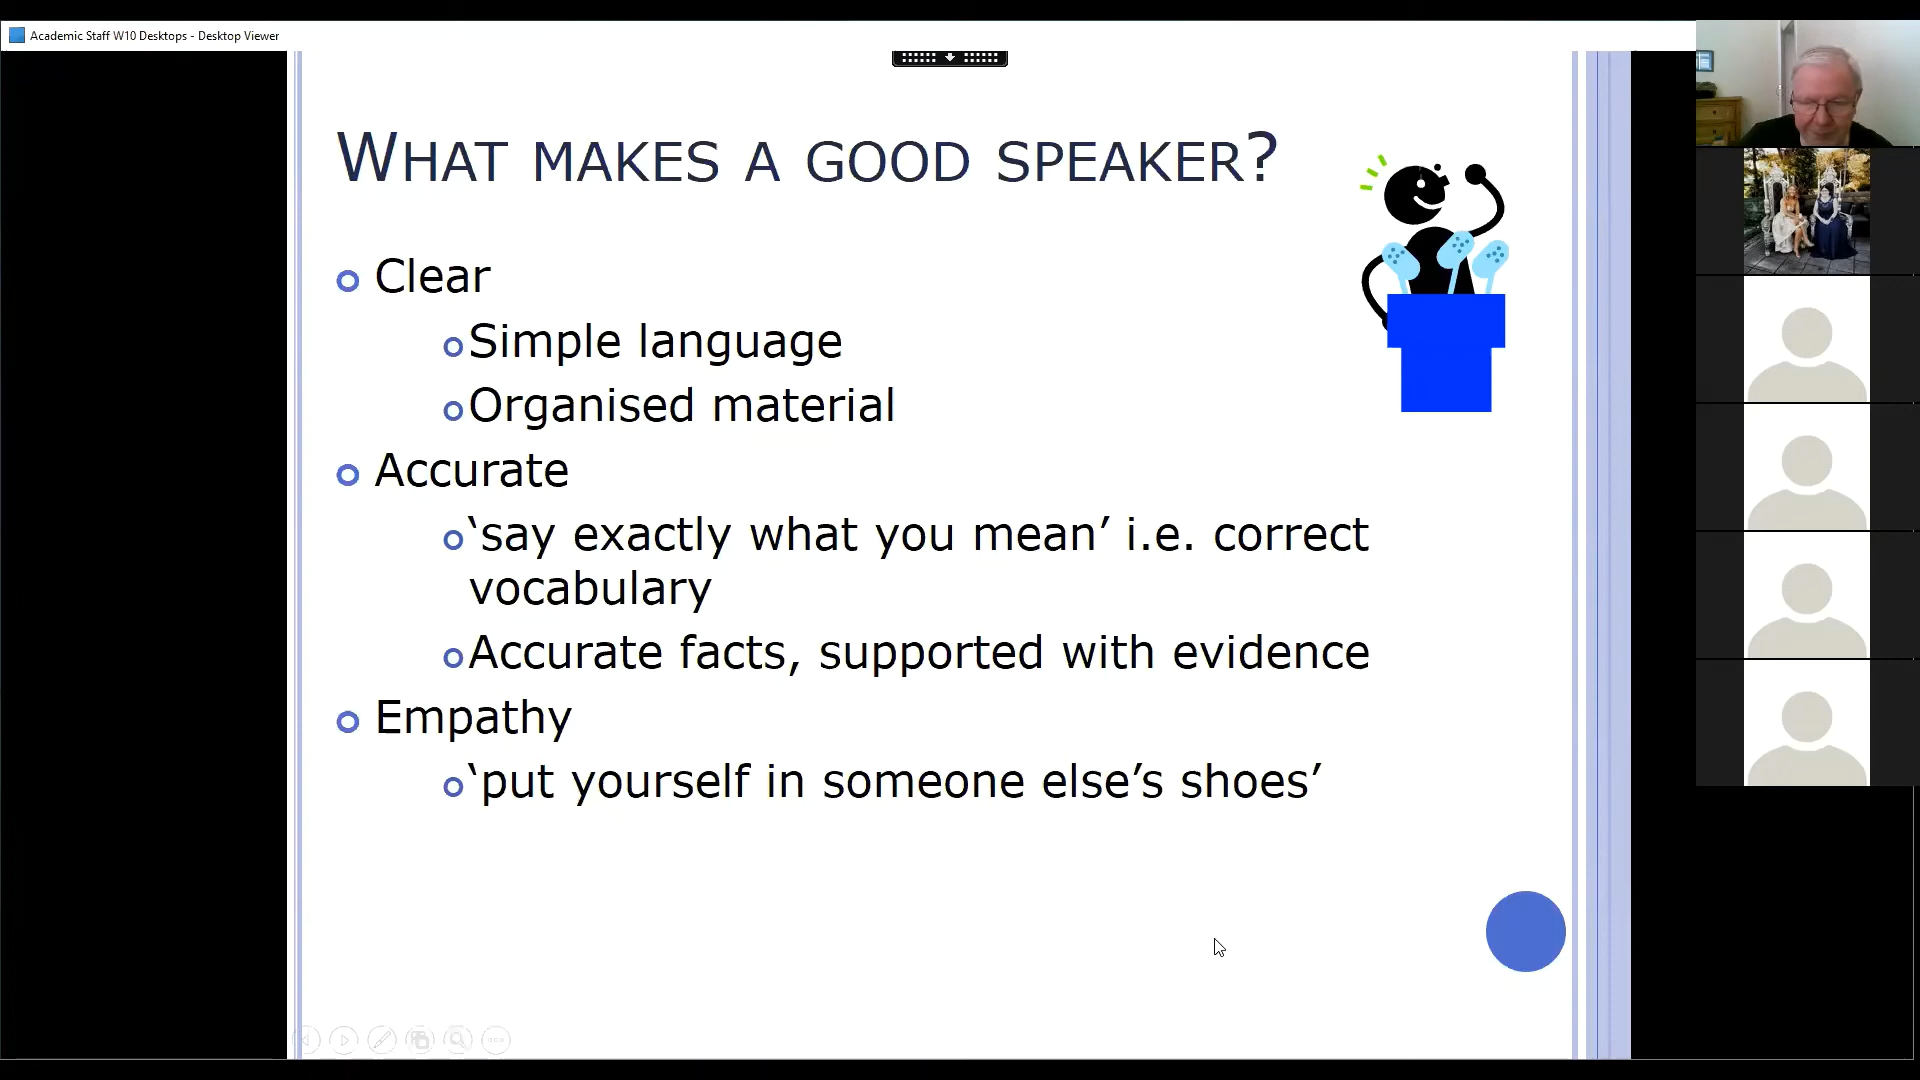 Academic Staff W10 Desktops - Desktop Viewer
WHAT MAKES A GOOD SPEAKER?
Clear
Simple language
Organised material
Accurate
‘say exactly what you mean’ i.e. correct
vocabulary
Accurate facts, supported with evidence
Empathy
‘put yourself in someone else’s shoes’